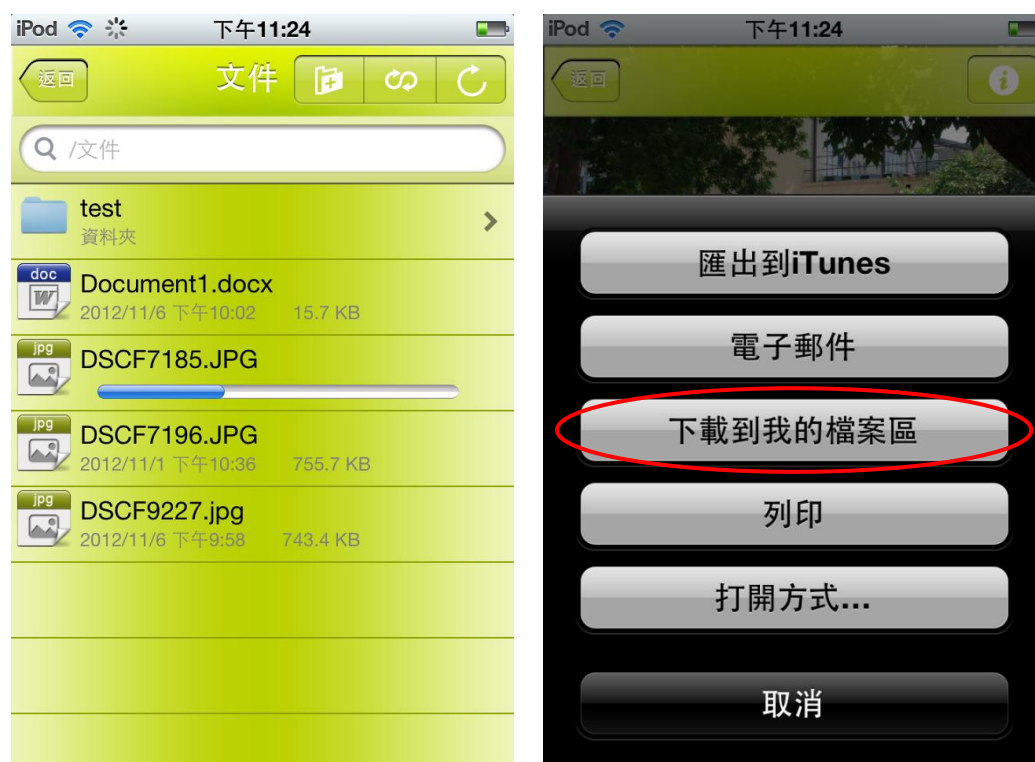 iPod 下午11:24
返回 文件
/文件
test
資料夾
doc
W
Document1.docx
2012/11/6 下午10:02 15.7 KB
jpg
DSCF7185.JPG
jpg
DSCF7196.JPG
2012/11/1 下午10:36 755.7 KB
jpg
DSCF9227.jpg
2012/11/6 下午9:58 743.4 KB
iPod 下午11:24
返回
匯出到iTunes
電子郵件
下載到我的檔案區
列印
打開方式...
取消